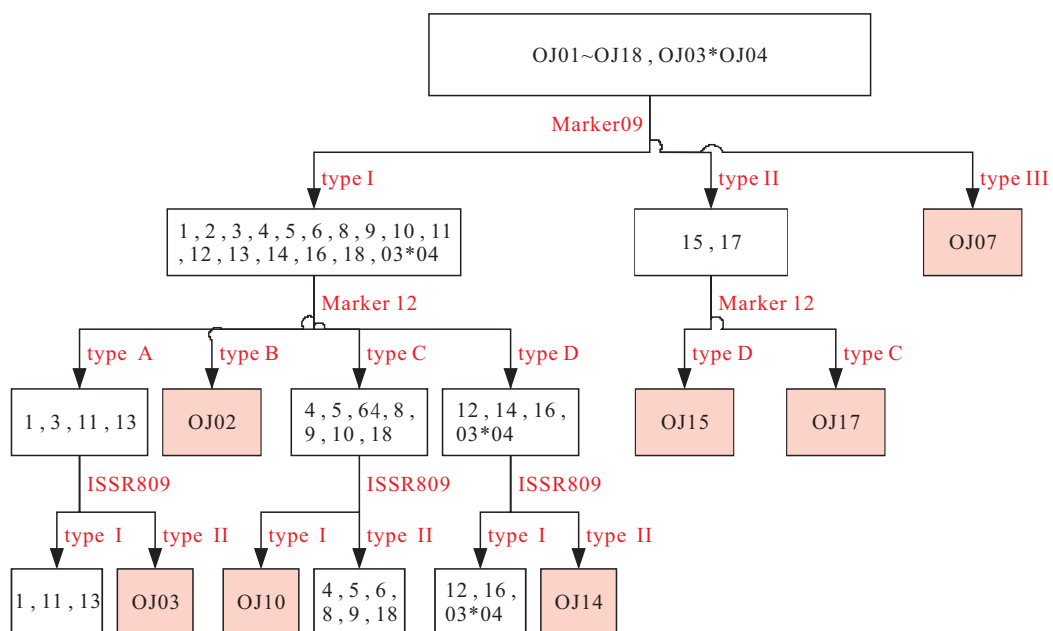 OJ01~OJ18 , OJ03*OJ04
Marker09
type I
type II
type III
1 , 2 , 3 , 4 , 5 , 6 , 8 , 9 , 10 , 11
, 12 , 13 , 14 , 16 , 18 , 03*04
15 , 17
OJ07
Marker 12
Marker 12
type A
type B
type C
type D
type D
type C
1 , 3 , 11 , 13
OJ02
4 , 5 , 64 , 8 ,
9 , 10 , 18
12 , 14 , 16 ,
03*04
OJ15
OJ17
ISSR809
ISSR809
ISSR809
type I
type II
type I
type II
type I
type II
1 , 11 , 13
OJ03
OJ10
4 , 5 , 6 ,
8 , 9 , 18
12 , 16 ,
03*04
OJ14